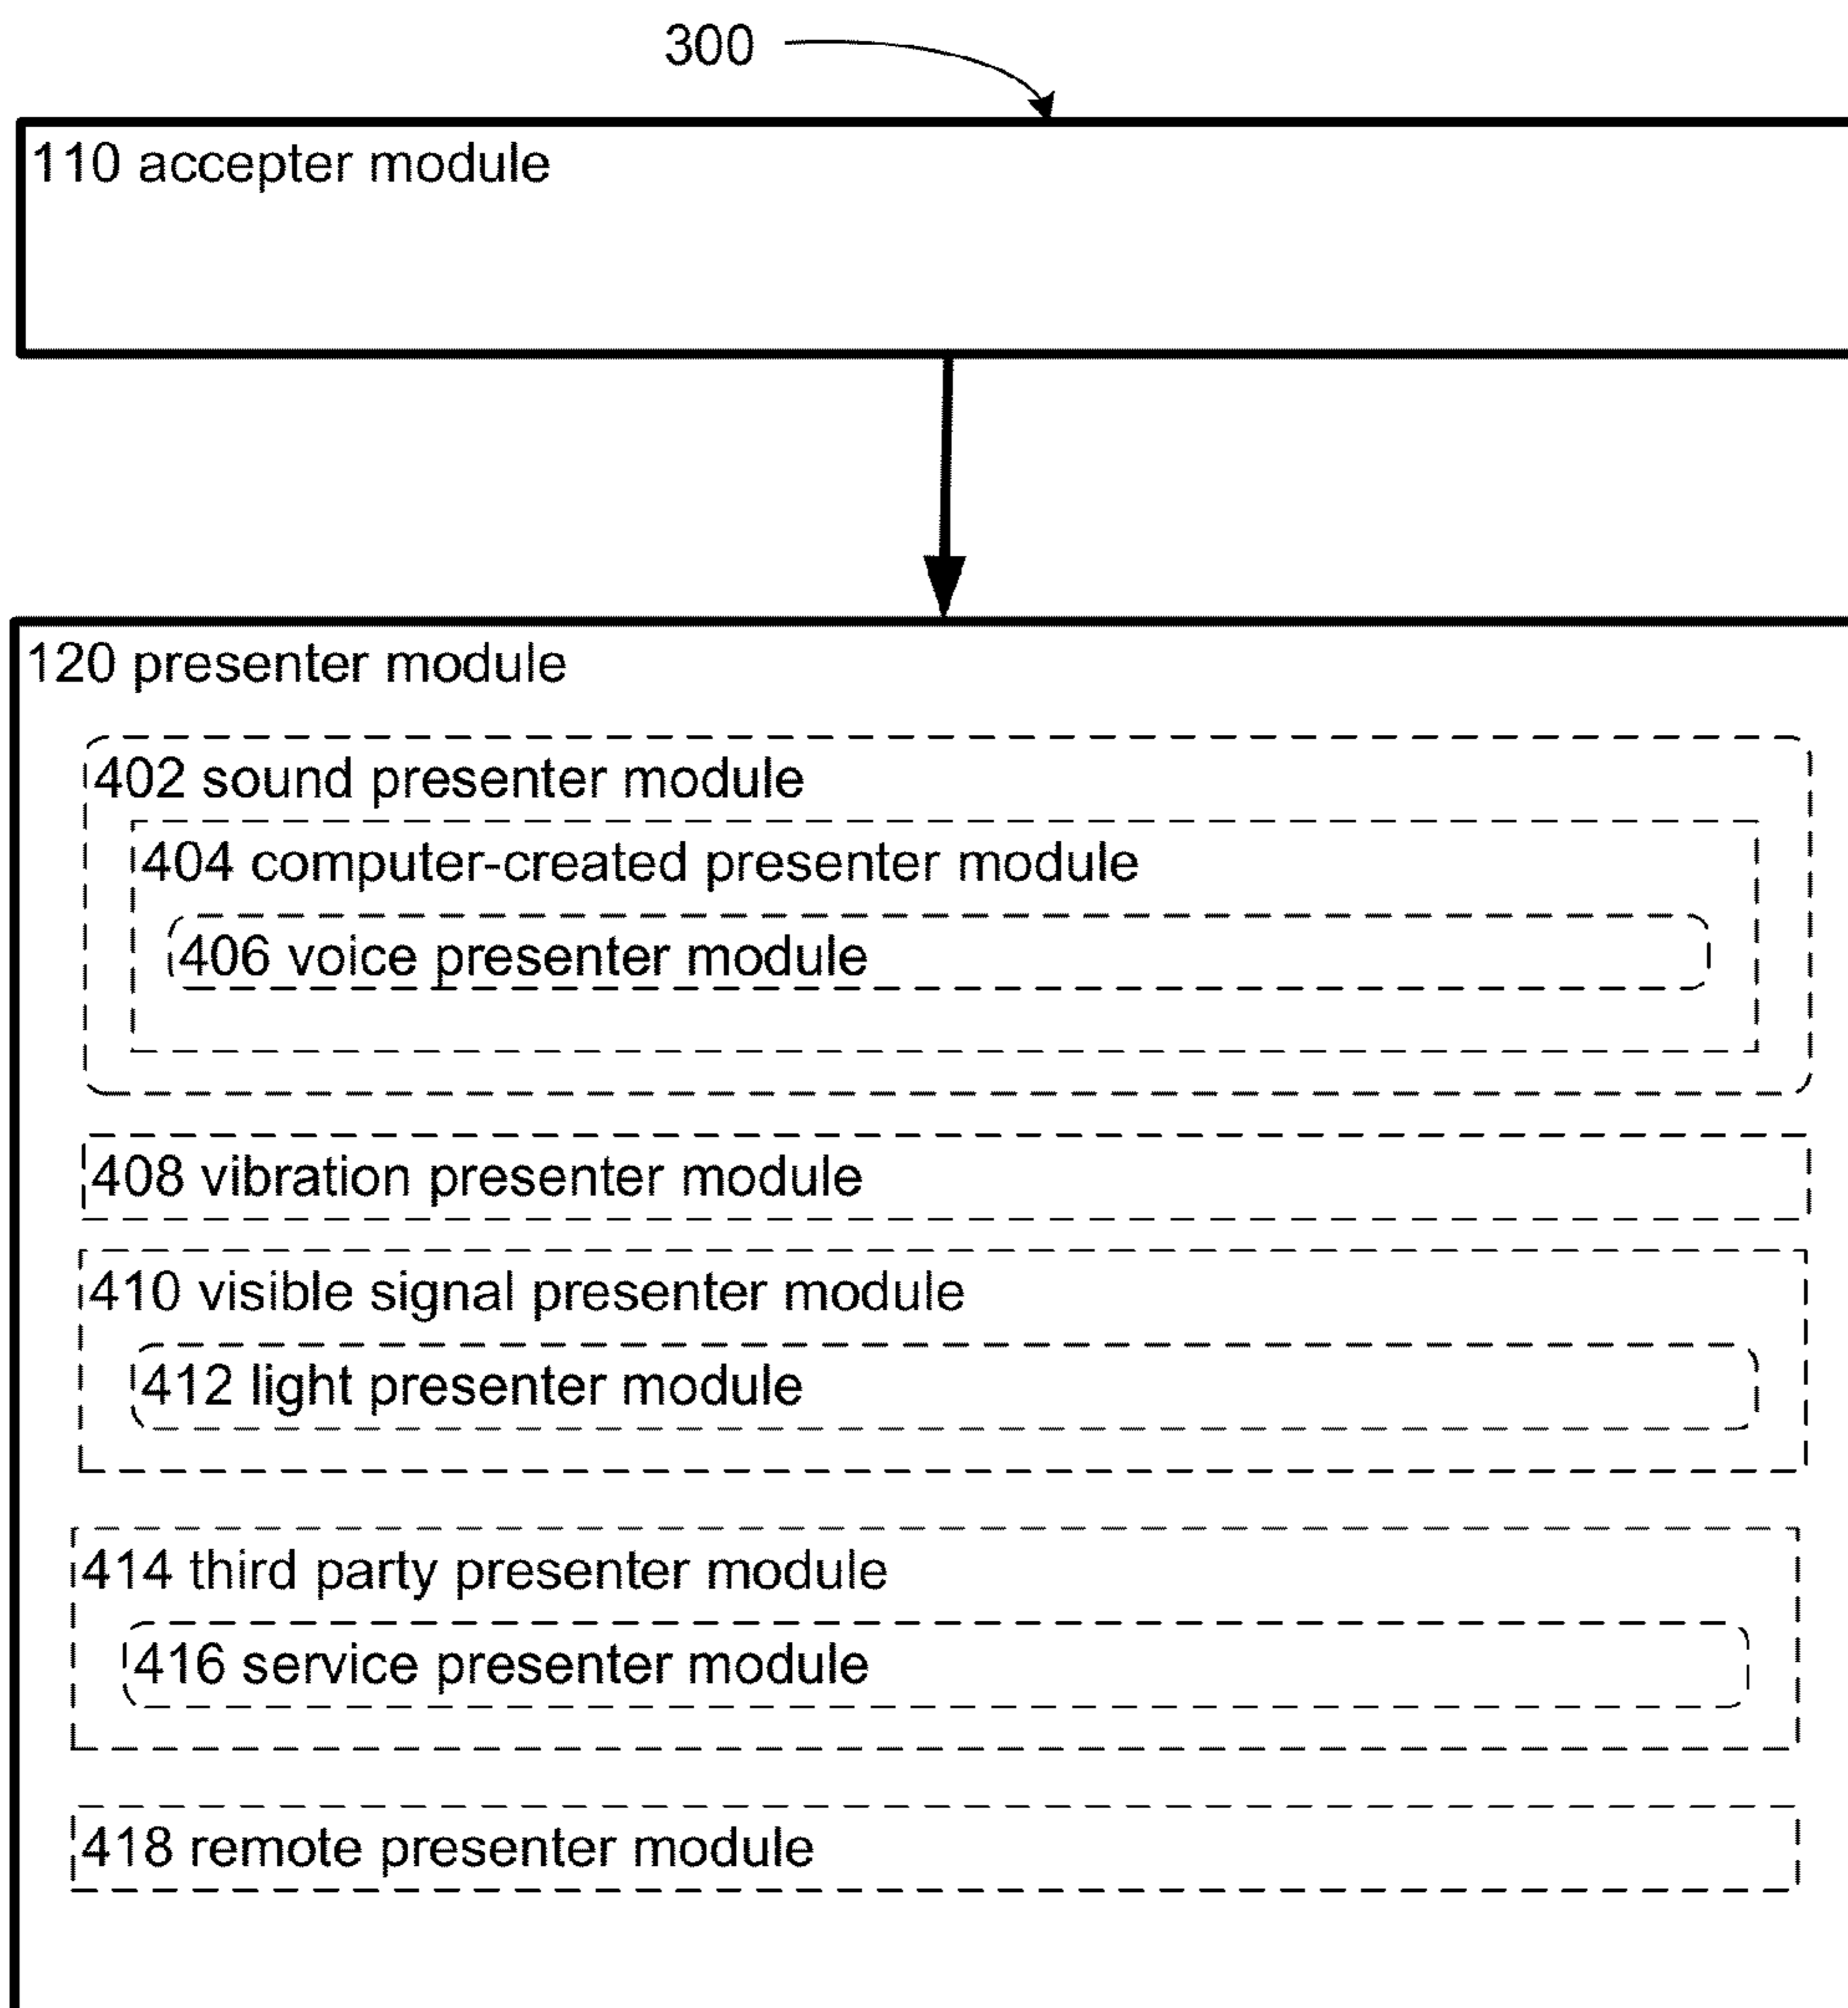 300
110 accepter module
120 presenter module
402 sound presenter module
404 computer-created presenter module
406 voice presenter module
408 vibration presenter module
410 visible signal presenter module
412 light presenter module
414 third party presenter module
416 service presenter module
418 remote presenter module